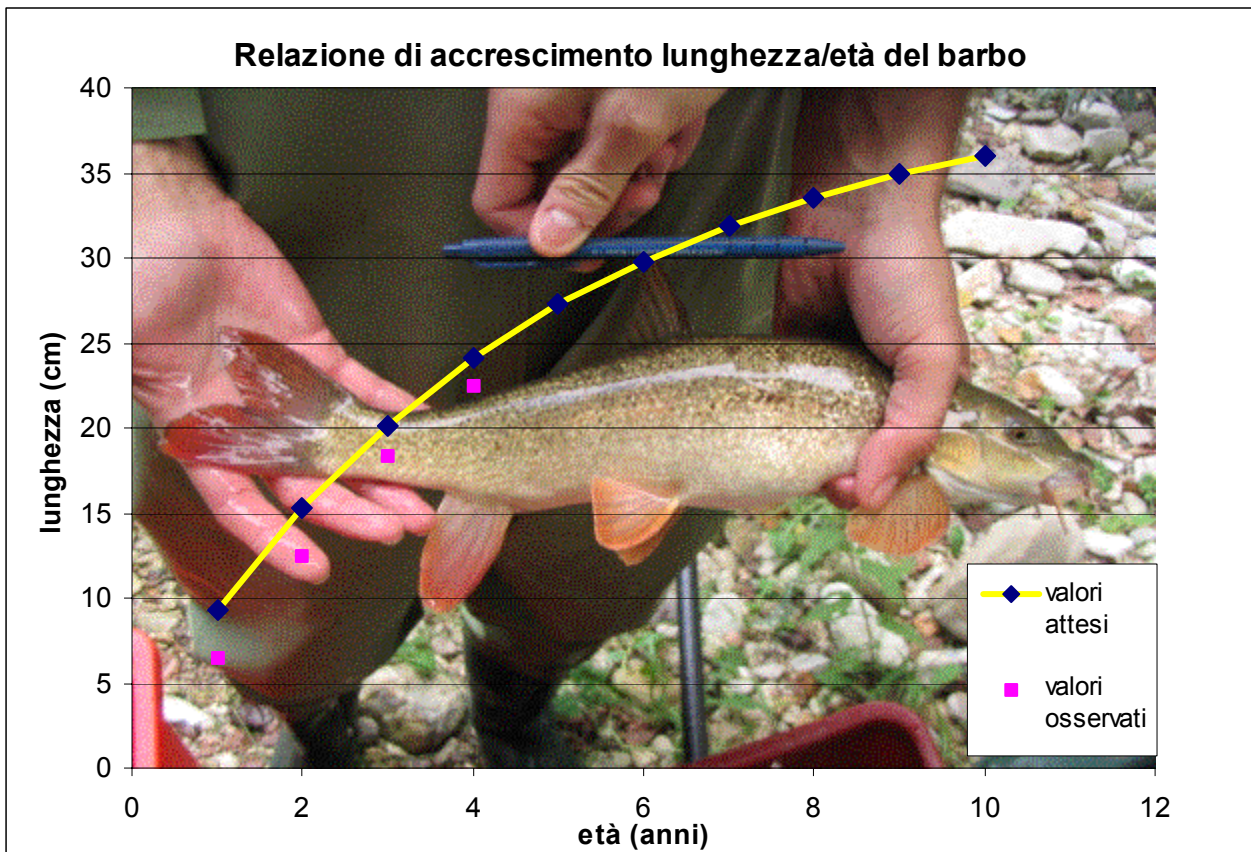 Relazione di accrescimento lunghezza/età del barbo
40
35
30
25
20
15
10
5
0
lunghezza (cm)
0 2 4 6 8 10 12
età (anni)
valori
attesi
valori
osservati